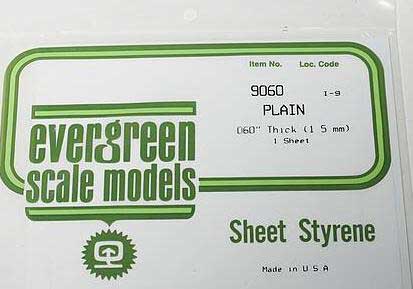 Item No. Loc. Code
9060 I-9
PLAIN
060" Thick (1 5 mm)
1 Sheet
evergreen
scale models
Sheet Styrene
Made in U S A